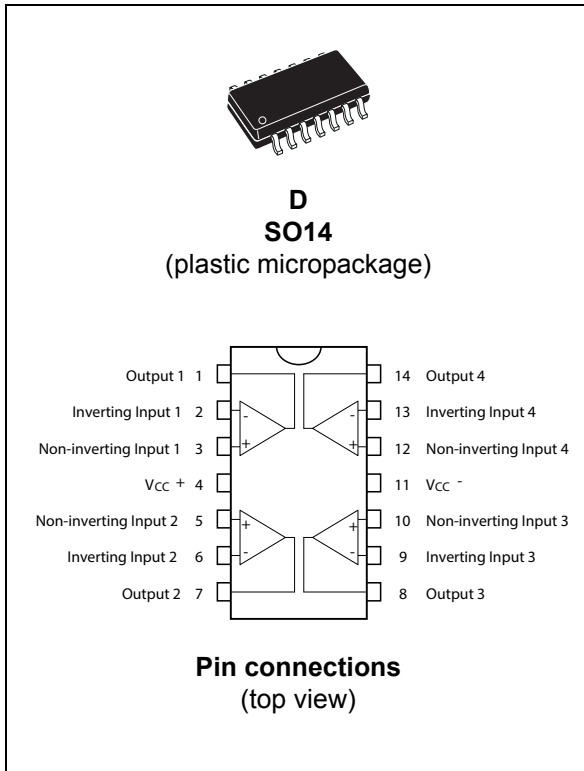 D
SO14
(plastic micropackage)
Output 1 1
14 Output 4
Inverting Input 1 2
- -
13 Inverting Input 4
Non-inverting Input 1 3
+ +
12 Non-inverting Input 4
VCC + 4
11 VCC -
Non-inverting Input 2 5
+ +
10 Non-inverting Input 3
Inverting Input 2 6
- -
9 Inverting Input 3
Output 2 7
8 Output 3
Pin connections
(top view)